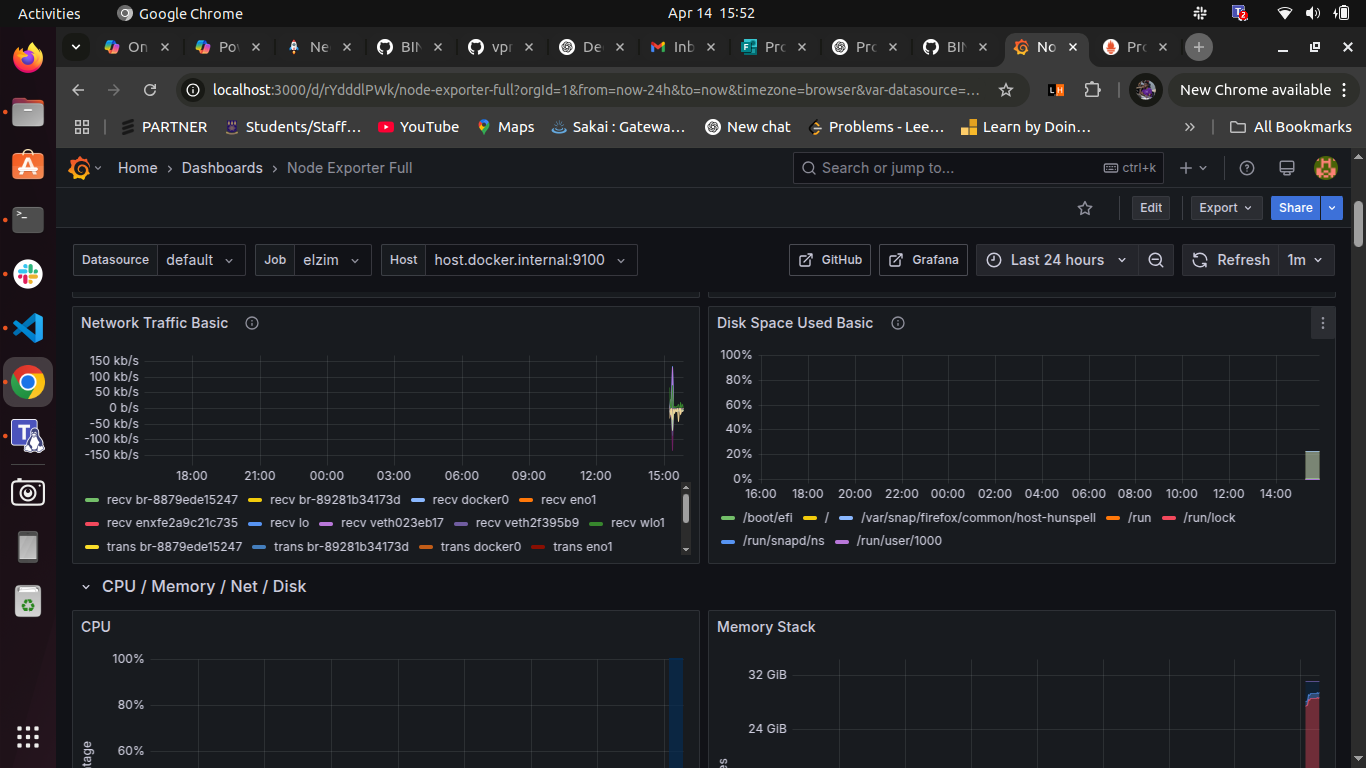 Activities Google Chrome Apr 14 15:52
On Pov Ne BIN vpr De Inb Pro Pro BIN No Pro
localhost:3000/d/rYdddlPWk/node-exporter-full?orgId=1&from=now-24h&to=now&timezone=browser&var-datasource=... New Chrome available
PARTNER Students/Staff... YouTube Maps Sakai : Gatewa... New chat Problems - Lee... Learn by Doin... » All Bookmarks
Home › Dashboards › Node Exporter Full Search or jump to... ctrl+k
Edit Export Share
Datasource default Job elzim Host host.docker.internal:9100 GitHub Grafana Last 24 hours Refresh 1m
Network Traffic Basic
150 kb/s
100 kb/s
50 kb/s
0 b/s
-50 kb/s
-100 kb/s
-150 kb/s
18:00 21:00 00:00 03:00 06:00 09:00 12:00 15:00
recv br-8879ede15247 recv br-89281b34173d recv docker0 recv eno1
recv enxfe2a9c21c735 recv lo recv veth023eb17 recv veth2f395b9 recv wlo1
trans br-8879ede15247 trans br-89281b34173d trans docker0 trans eno1
Disk Space Used Basic
100%
80%
60%
40%
20%
0%
16:00 18:00 20:00 22:00 00:00 02:00 04:00 06:00 08:00 10:00 12:00 14:00
/boot/efi / /var/snap/firefox/common/host-hunspell /run /run/lock
/run/snapd/ns /run/user/1000
CPU / Memory / Net / Disk
CPU
100%
80%
60%
Memory Stack
32 GiB
24 GiB